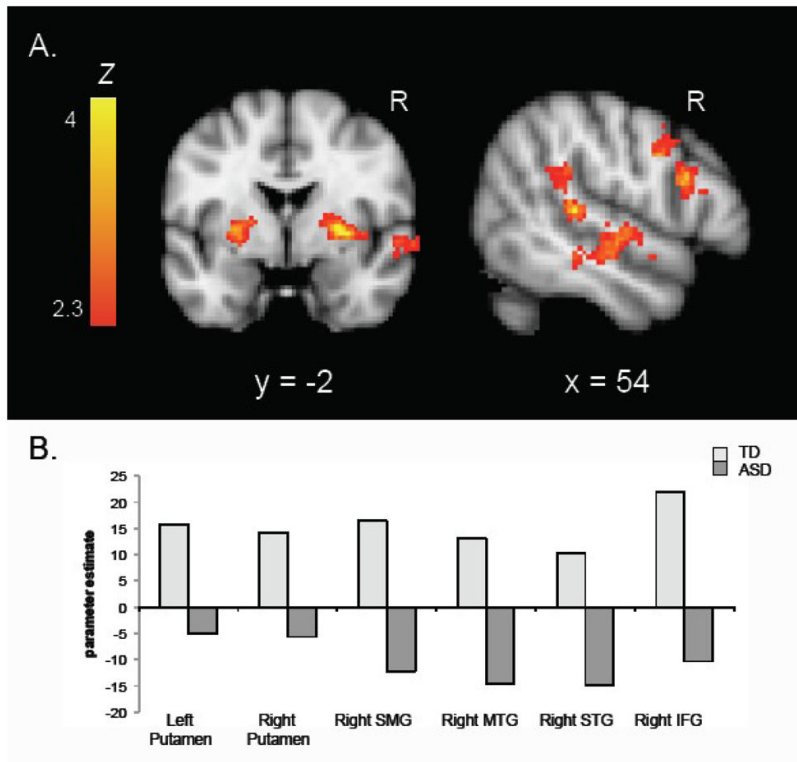 A.
Z
4
2.3
R
R
y = -2
x = 54
B.
TD
ASD
parameter estimate
25
20
15
10
5
0
-5
-10
-15
-20
Left Putamen
Right Putamen
Right SMG
Right MTG
Right STG
Right IFG